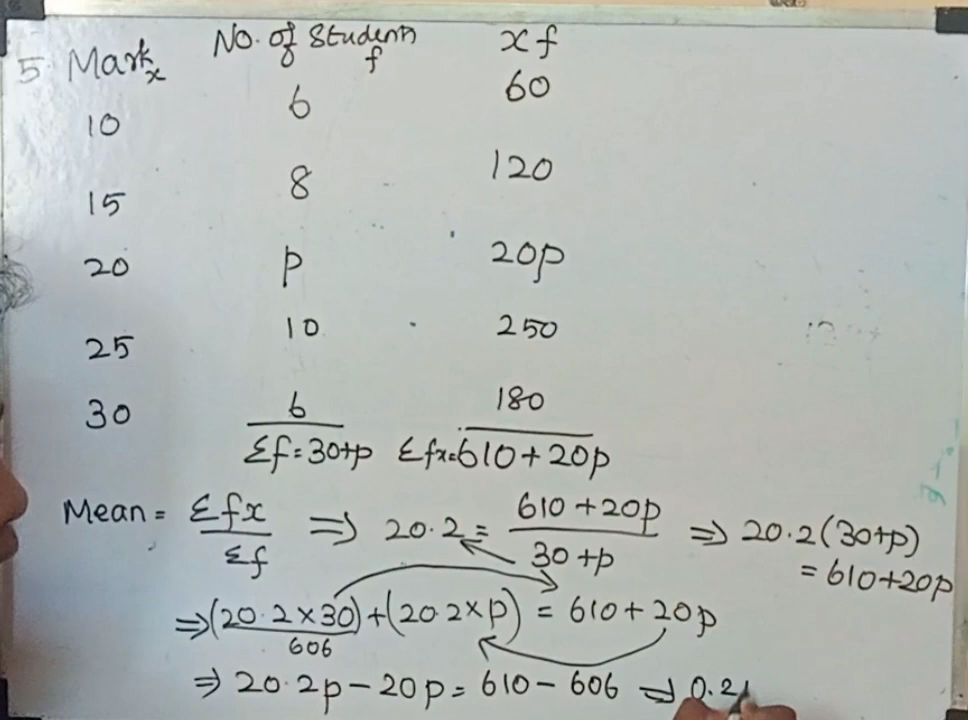 5. Mark x No. of Students f xf
10 6 60
15 8 120
20 p 20p
25 10 250
30 6 180
Σf=30+p Σfx=610+20p
Mean = Σfx/Σf ⇒ 20.2 = 610+20p/30+p ⇒ 20.2(30+p)
= 610+20p
⇒(20.2×30)+(20.2×p) = 610+20p
606
⇒ 20.2p-20p = 610-606 ⇒ 0.2